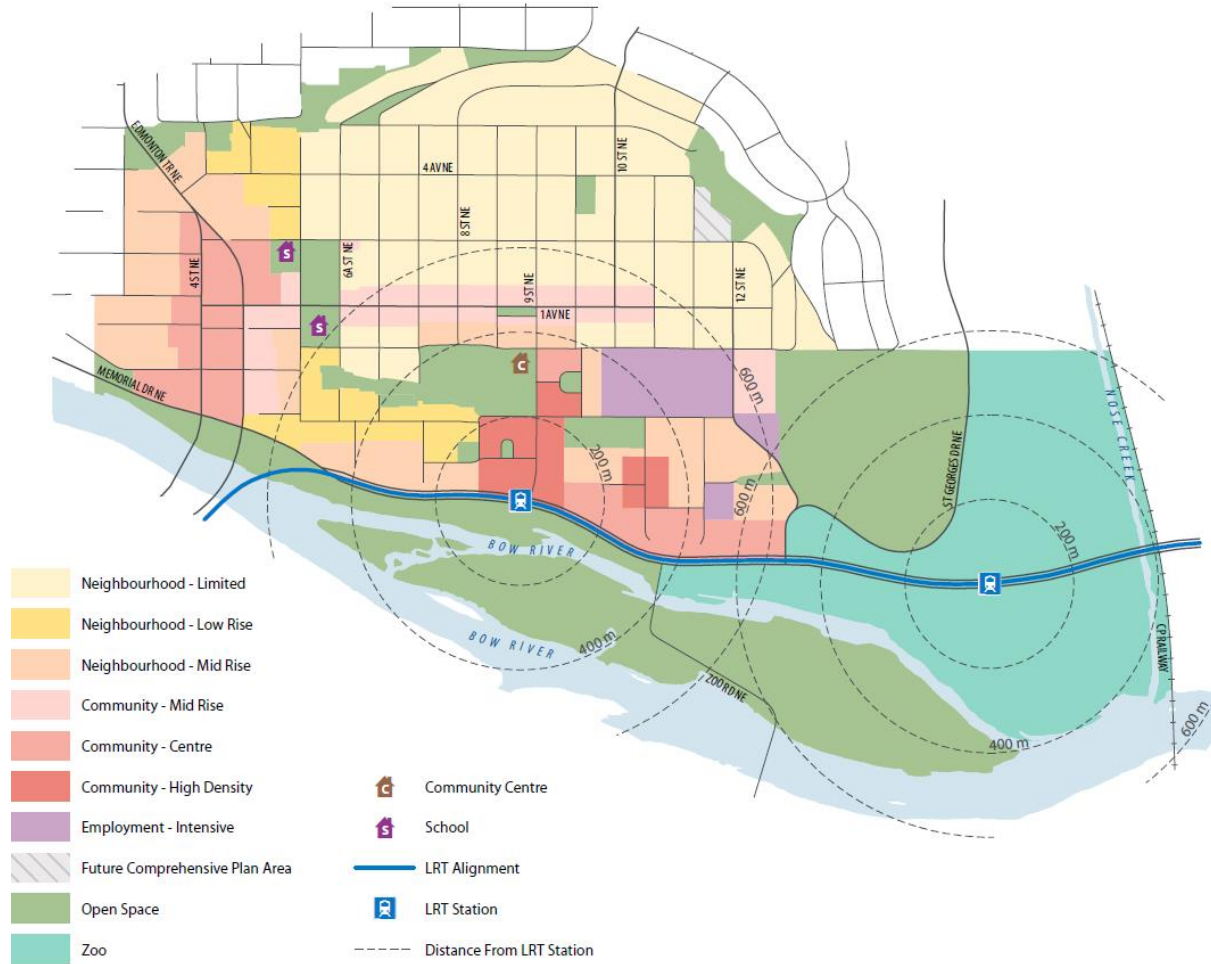 EDMONTON TR NE
4 AV NE
10 ST NE
8 ST NE
S
6A ST NE
4 ST NE
9 ST NE
12 ST NE
1 AV NE
S
MEMORIAL DR NE
C
600 m
NOSE CREEK
200 m
600 m
ST GEORGES DR NE
200 m
BOW RIVER
BOW RIVER
400 m
ZOO RD NE
CP RAILWAY
400 m
600 m
Neighbourhood - Limited
Neighbourhood - Low Rise
Neighbourhood - Mid Rise
Community - Mid Rise
Community - Centre
Community - High Density
Employment - Intensive
Future Comprehensive Plan Area
Open Space
Zoo
C Community Centre
S School
LRT Alignment
LRT Station
Distance From LRT Station